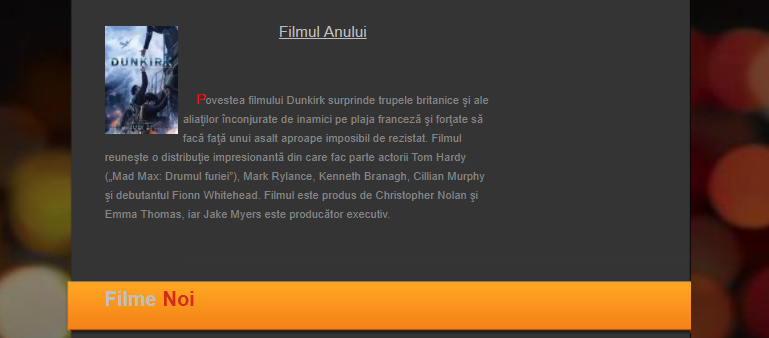 Filmul Anului
DUNKIRK
Povestea filmului Dunkirk surprinde trupele britanice şi ale
aliaţilor înconjurate de inamici pe plaja franceză şi forţate să
facă faţă unui asalt aproape imposibil de rezistat. Filmul
reuneşte o distribuţie impresionantă din care fac parte actorii Tom Hardy
(„Mad Max: Drumul furiei”), Mark Rylance, Kenneth Branagh, Cillian Murphy
şi debutantul Fionn Whitehead. Filmul este produs de Christopher Nolan şi
Emma Thomas, iar Jake Myers este producător executiv.
Filme Noi